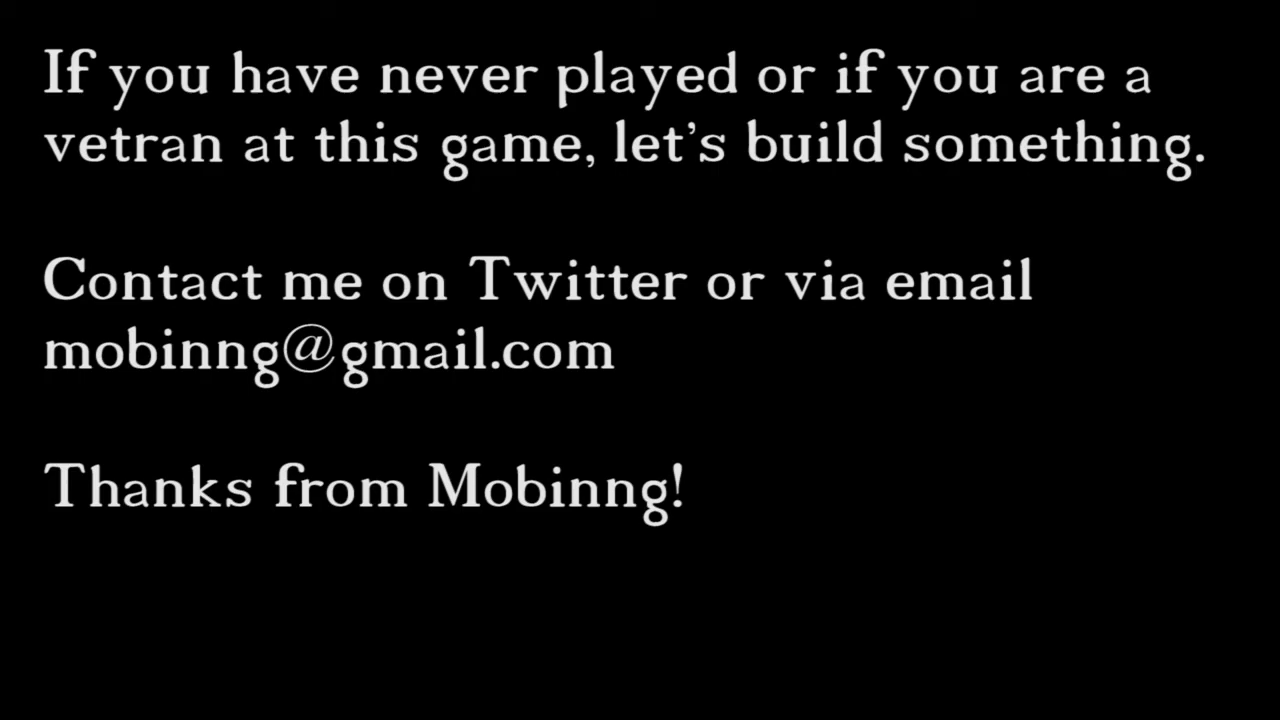 If you have never played or if you are a
vetran at this game, let's build something.
Contact me on Twitter or via email
mobinng@gmail.com
Thanks from Mobinng!